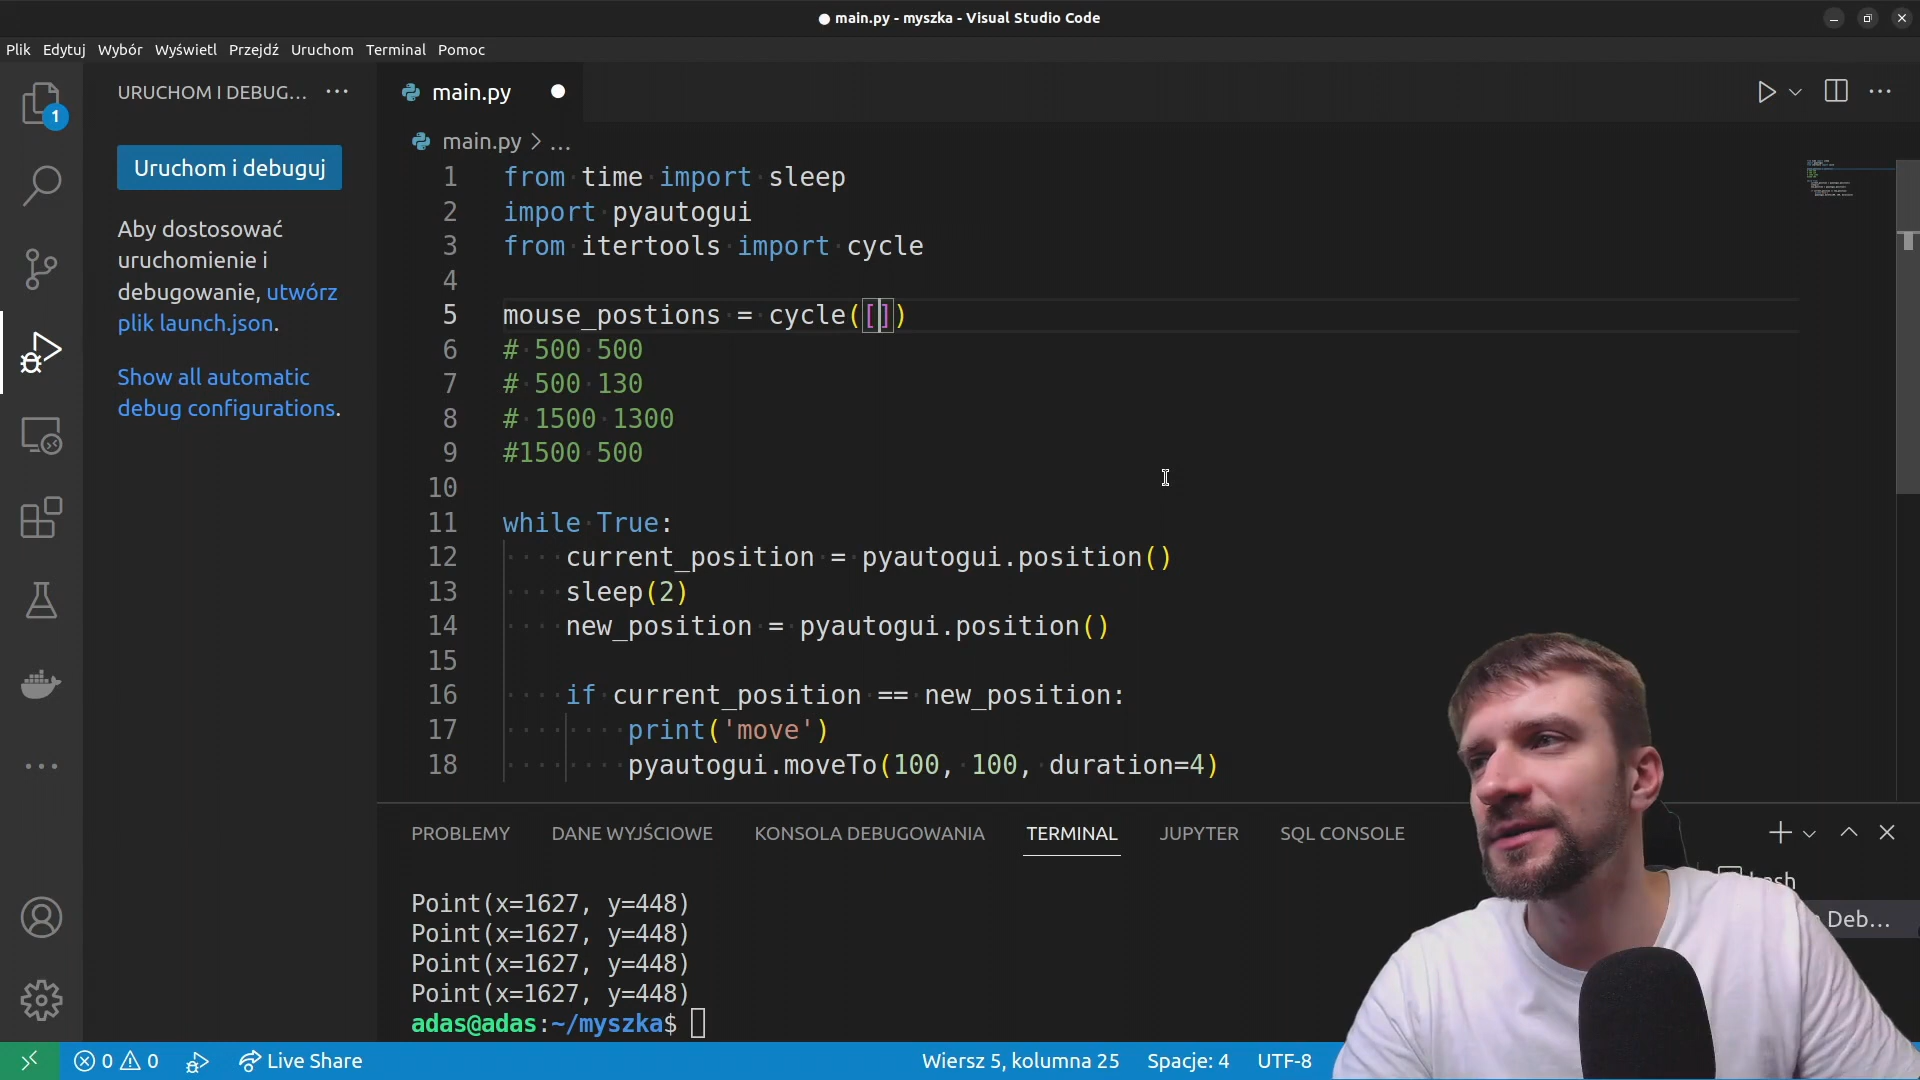 main.py - myszka - Visual Studio Code
Plik Edytuj Wybór Wyświetl Przejdź Uruchom Terminal Pomoc
1
URUCHOM I DEBUG...
Uruchom i debuguj
Aby dostosować
uruchomienie i
debugowanie, utwórz
plik launch.json.
Show all automatic
debug configurations.
main.py
main.py > ...
1 from time import sleep
2 import pyautogui
3 from itertools import cycle
4
5 mouse_postions = cycle([])
6 # 500 500
7 # 500 130
8 # 1500 1300
9 #1500 500
10
11 while True:
12 current_position = pyautogui.position()
13 sleep(2)
14 new_position = pyautogui.position()
15
16 if current_position == new_position:
17 print('move')
18 pyautogui.moveTo(100, 100, duration=4)
PROBLEMY DANE WYJŚCIOWE KONSOLA DEBUGOWANIA TERMINAL JUPYTER SQL CONSOLE
Point(x=1627, y=448)
Point(x=1627, y=448)
Point(x=1627, y=448)
Point(x=1627, y=448)
adas@adas:~/myszka$
bash
Deb...
0 0 Live Share Wiersz 5, kolumna 25 Spacje: 4 UTF-8